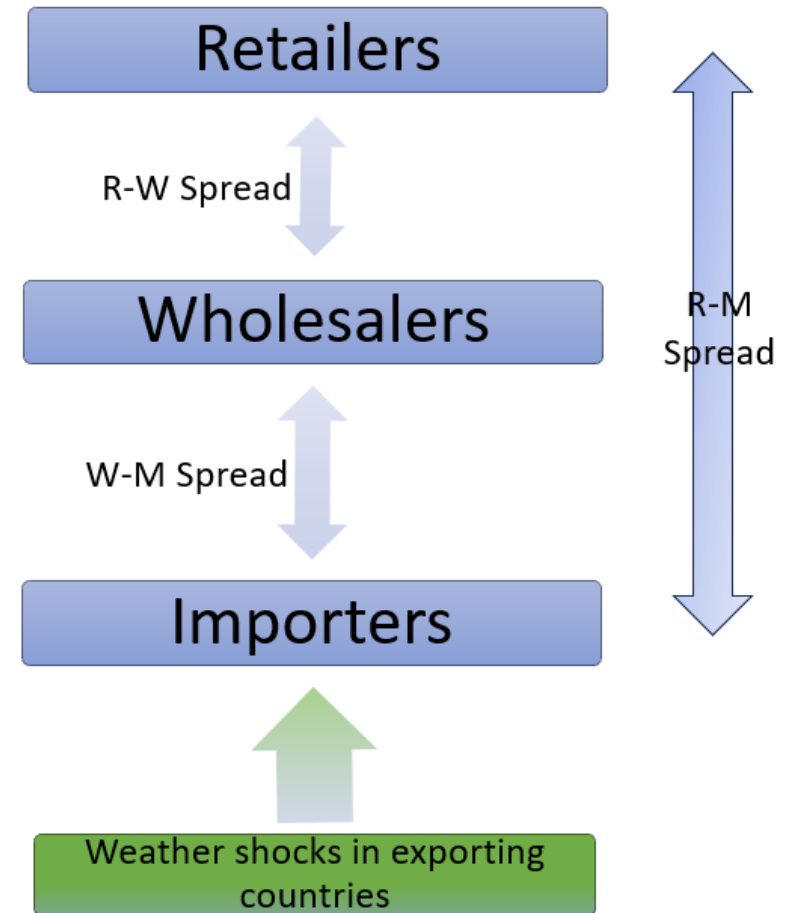 Retailers
R-W Spread
Wholesalers
R-M
Spread
W-M Spread
Importers
Weather shocks in exporting
countries